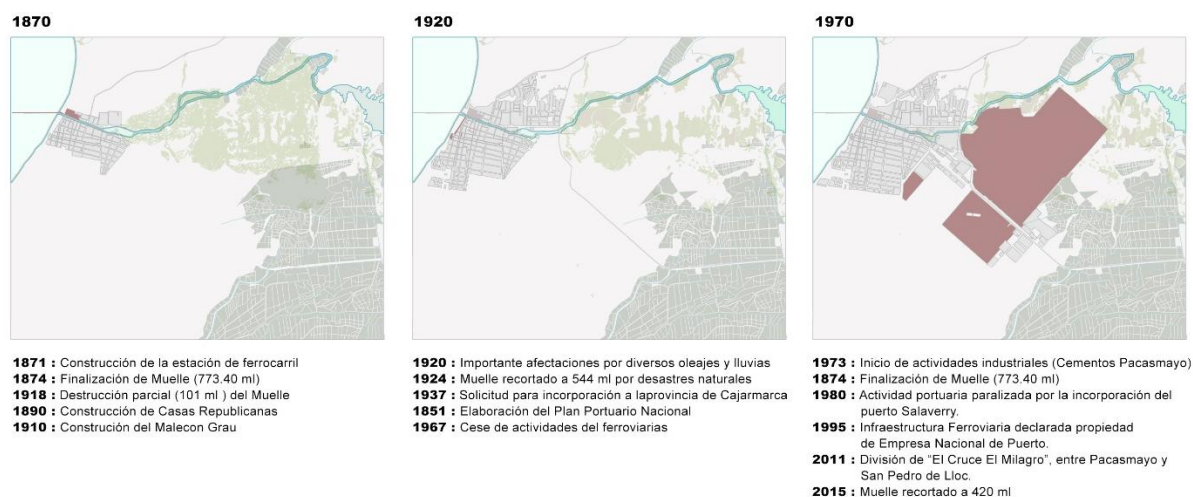 1870
1871 : Construcción de la estación de ferrocarril
1874 : Finalización de Muelle (773.40 ml)
1918 : Destrucción parcial (101 ml ) del Muelle
1890 : Construcción de Casas Republicanas
1910 : Construción del Malecon Grau
1920
1920 : Importante afectaciones por diversos oleajes y lluvias
1924 : Muelle recortado a 544 ml por desastres naturales
1937 : Solicitud para incorporación a laprovincia de Cajarmarca
1851 : Elaboración del Plan Portuario Nacional
1967 : Cese de actividades del ferroviarias
1970
1973 : Inicio de actividades industriales (Cementos Pacasmayo)
1874 : Finalización de Muelle (773.40 ml)
1980 : Actividad portuaria paralizada por la incorporación del
puerto Salaverry.
1995 : Infraestructura Ferroviaria declarada propiedad
de Empresa Nacional de Puerto.
2011 : División de "El Cruce El Milagro", entre Pacasmayo y
San Pedro de Lloc.
2015 : Muelle recortado a 420 ml